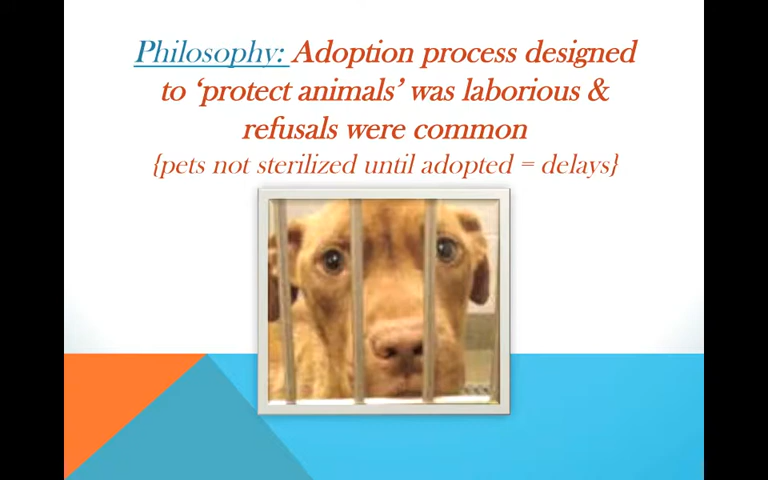 Philosophy: Adoption process designed
to ‘protect animals’ was laborious &
refusals were common
{pets not sterilized until adopted = delays}